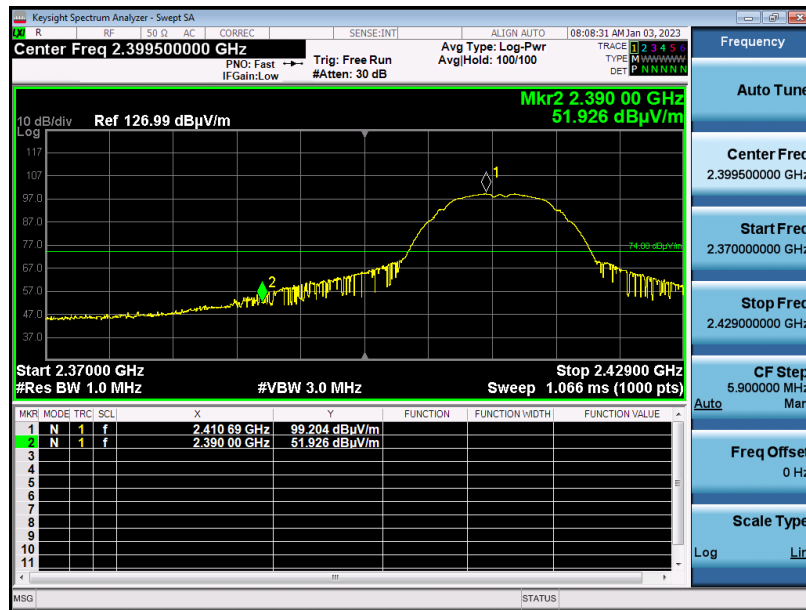 Keysight Spectrum Analyzer - Swept SA
LXI R RF 50 Ω AC CORREC SENSE:INT ALIGN AUTO 08:08:31 AM Jan 03, 2023
Center Freq 2.399500000 GHz
PNO: Fast
IFGain:Low
Trig: Free Run
#Atten: 30 dB
Avg Type: Log-Pwr
Avg|Hold: 100/100
TRACE 1 2 3 4 5 6
TYPE M W W W W W
DET P N N N N N
Mkr2 2.390 00 GHz
51.926 dBµV/m
10 dB/div Ref 126.99 dBµV/m
Log
117
107
97.0
87.0
77.0
67.0
57.0
47.0
37.0
1
2
74.00 dBµV/m
Start 2.37000 GHz Stop 2.42900 GHz
#Res BW 1.0 MHz #VBW 3.0 MHz Sweep 1.066 ms (1000 pts)
MKR MODE TRC SCL X Y FUNCTION FUNCTION WIDTH FUNCTION VALUE
1 N 1 f 2.410 69 GHz 99.204 dBµV/m
2 N 1 f 2.390 00 GHz 51.926 dBµV/m
3
4
5
6
7
8
9
10
11
MSG STATUS
Frequency
Auto Tune
Center Freq
2.399500000 GHz
Start Freq
2.370000000 GHz
Stop Freq
2.429000000 GHz
CF Step
5.900000 MHz
Auto Man
Freq Offset
0 Hz
Scale Type
Log Lin